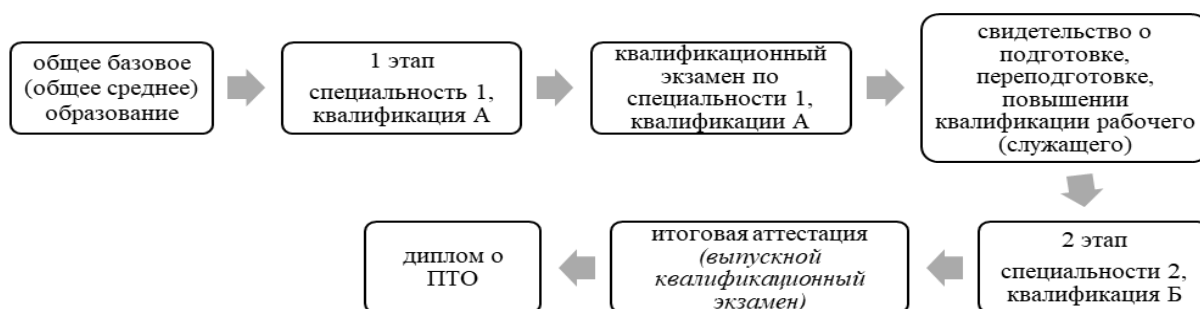 общее базовое
(общее среднее)
образование
1 этап
специальность 1,
квалификация А
квалификационный
экзамен по
специальности 1,
квалификации А
свидетельство о
подготовке,
переподготовке,
повышении
квалификации рабочего
(служащего)
2 этап
специальности 2,
квалификация Б
итоговая аттестация
(выпускной
квалификационный
экзамен)
диплом о
ПТО